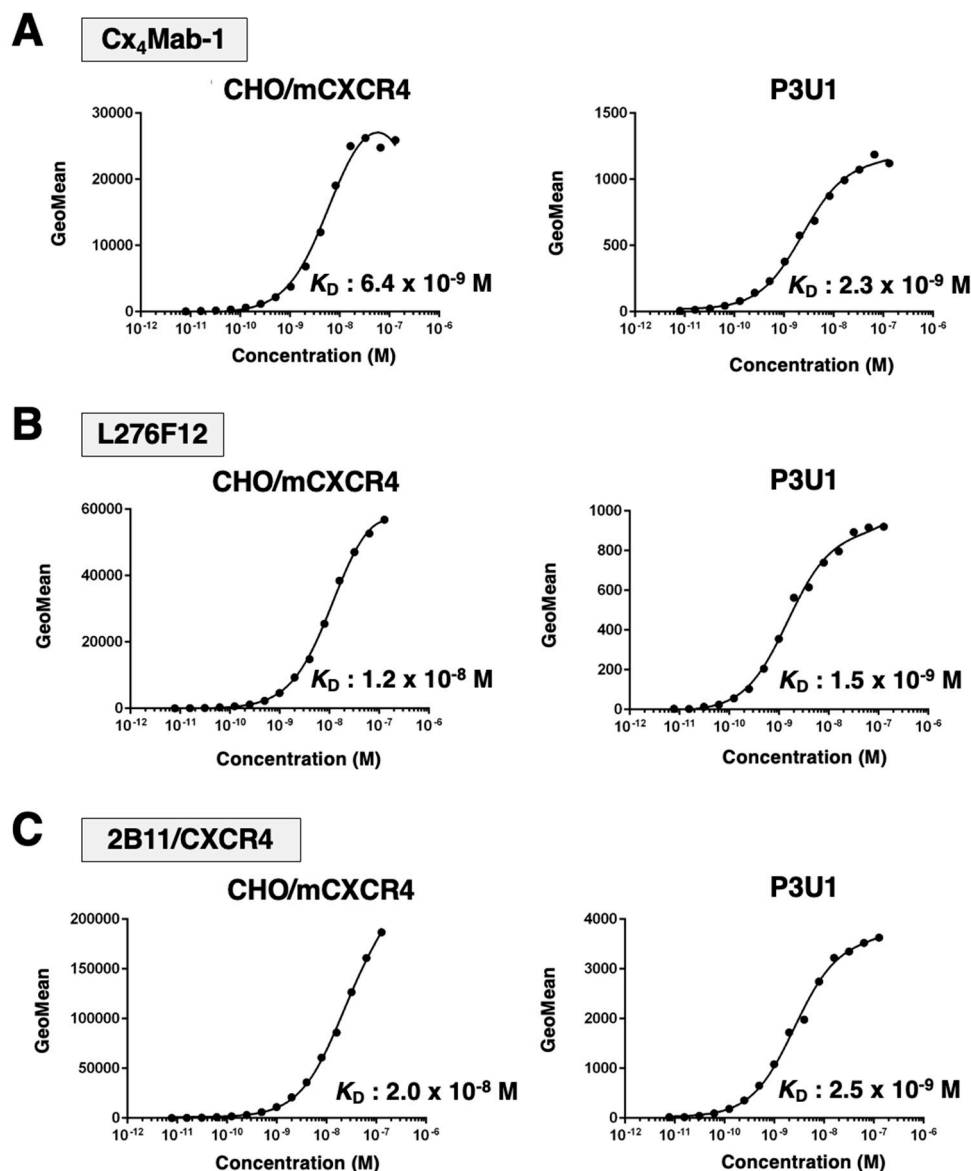 A
Cx₄Mab-1
CHO/mCXCR4
GeoMean
30000
20000
10000
0
10⁻¹² 10⁻¹¹ 10⁻¹⁰ 10⁻⁹ 10⁻⁸ 10⁻⁷ 10⁻⁶
K_D : 6.4 x 10⁻⁹ M
Concentration (M)
P3U1
GeoMean
1500
1000
500
0
10⁻¹² 10⁻¹¹ 10⁻¹⁰ 10⁻⁹ 10⁻⁸ 10⁻⁷ 10⁻⁶
K_D : 2.3 x 10⁻⁹ M
Concentration (M)
B
L276F12
CHO/mCXCR4
GeoMean
60000
40000
20000
0
10⁻¹² 10⁻¹¹ 10⁻¹⁰ 10⁻⁹ 10⁻⁸ 10⁻⁷ 10⁻⁶
K_D : 1.2 x 10⁻⁸ M
Concentration (M)
P3U1
GeoMean
1000
800
600
400
200
0
10⁻¹² 10⁻¹¹ 10⁻¹⁰ 10⁻⁹ 10⁻⁸ 10⁻⁷ 10⁻⁶
K_D : 1.5 x 10⁻⁹ M
Concentration (M)
C
2B11/CXCR4
CHO/mCXCR4
GeoMean
200000
150000
100000
50000
0
10⁻¹² 10⁻¹¹ 10⁻¹⁰ 10⁻⁹ 10⁻⁸ 10⁻⁷ 10⁻⁶
K_D : 2.0 x 10⁻⁸ M
Concentration (M)
P3U1
GeoMean
4000
3000
2000
1000
0
10⁻¹² 10⁻¹¹ 10⁻¹⁰ 10⁻⁹ 10⁻⁸ 10⁻⁷ 10⁻⁶
K_D : 2.5 x 10⁻⁹ M
Concentration (M)